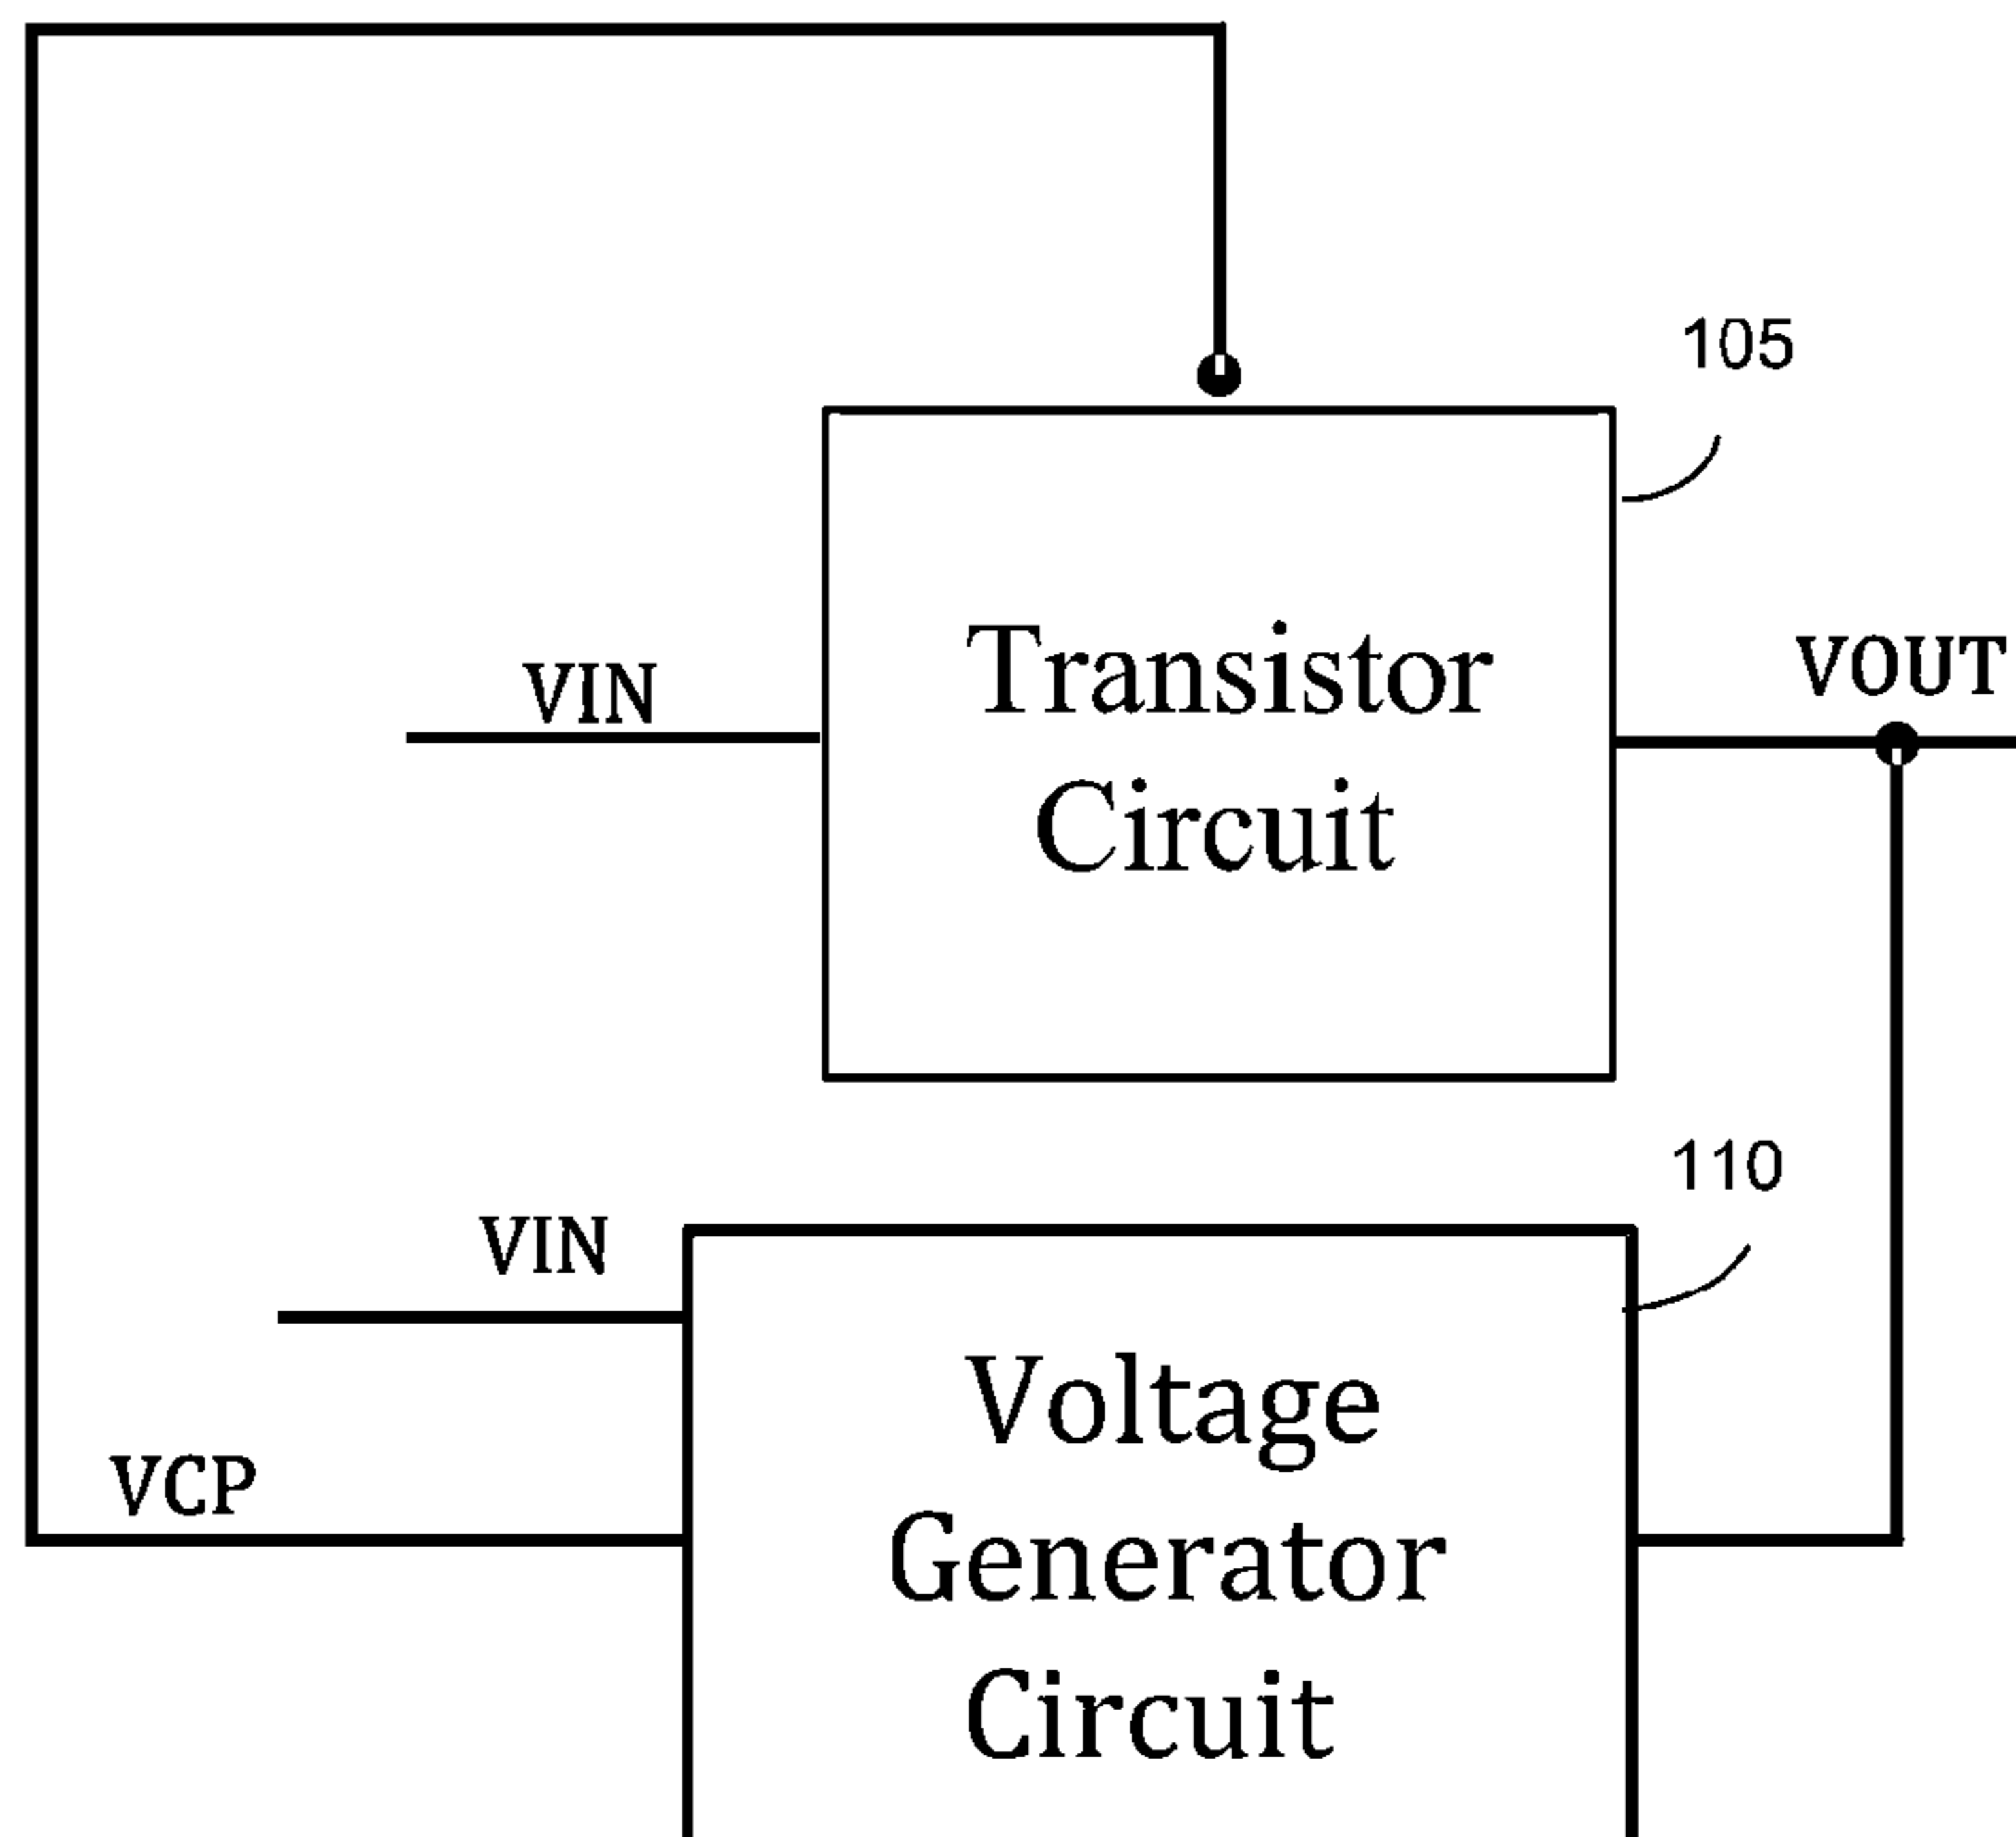 105
VIN
Transistor
Circuit
VOUT
110
VIN
Voltage
Generator
Circuit
VCP